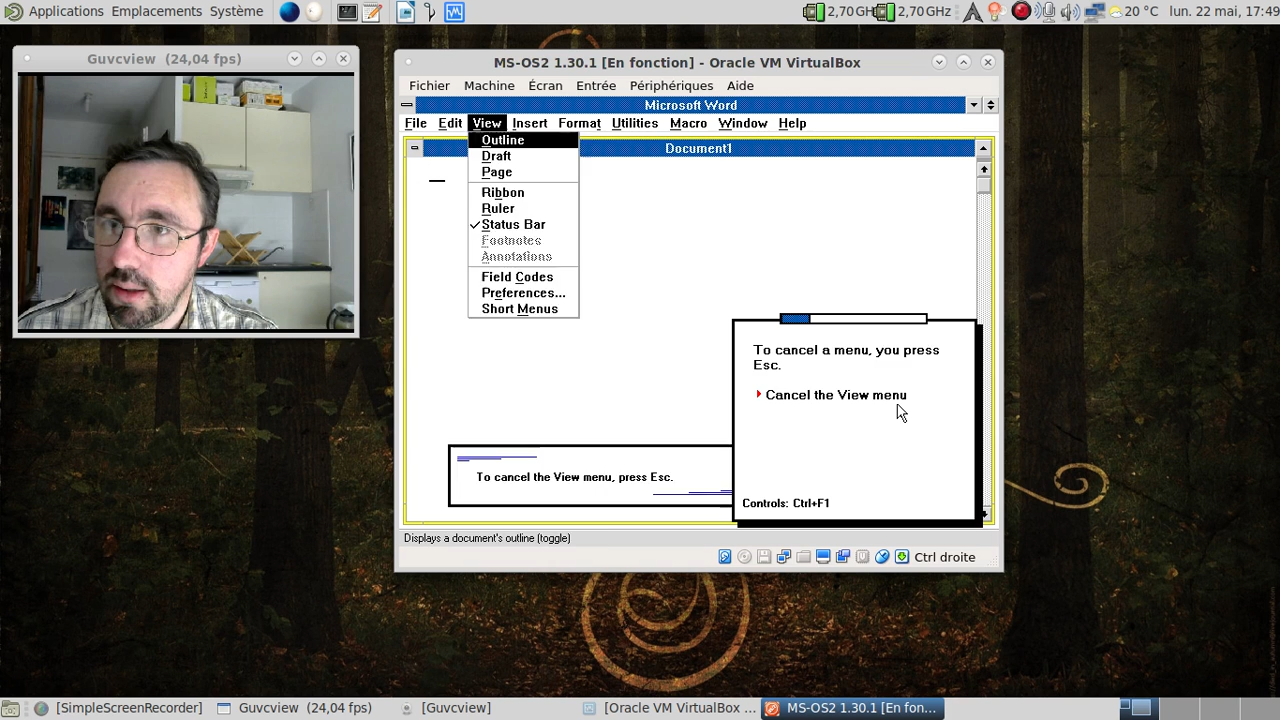 Applications Emplacements Système
2,70 GH
2,70 GHz
20 °C
lun. 22 mai, 17:49
Guvcview (24,04 fps)
MS-OS2 1.30.1 [En fonction] - Oracle VM VirtualBox
Fichier Machine Écran Entrée Périphériques Aide
Microsoft Word
File Edit View Insert Format Utilities Macro Window Help
Document1
Outline
Draft
Page
Ribbon
Ruler
Status Bar
Footnotes
Annotations
Field Codes
Preferences...
Short Menus
To cancel a menu, you press
Esc.
Cancel the View menu
Controls: Ctrl+F1
To cancel the View menu, press Esc.
Displays a document's outline (toggle)
Ctrl droite
[SimpleScreenRecorder]
Guvcview (24,04 fps)
[Guvcview]
[Oracle VM VirtualBox ...
MS-OS2 1.30.1 [En fon...